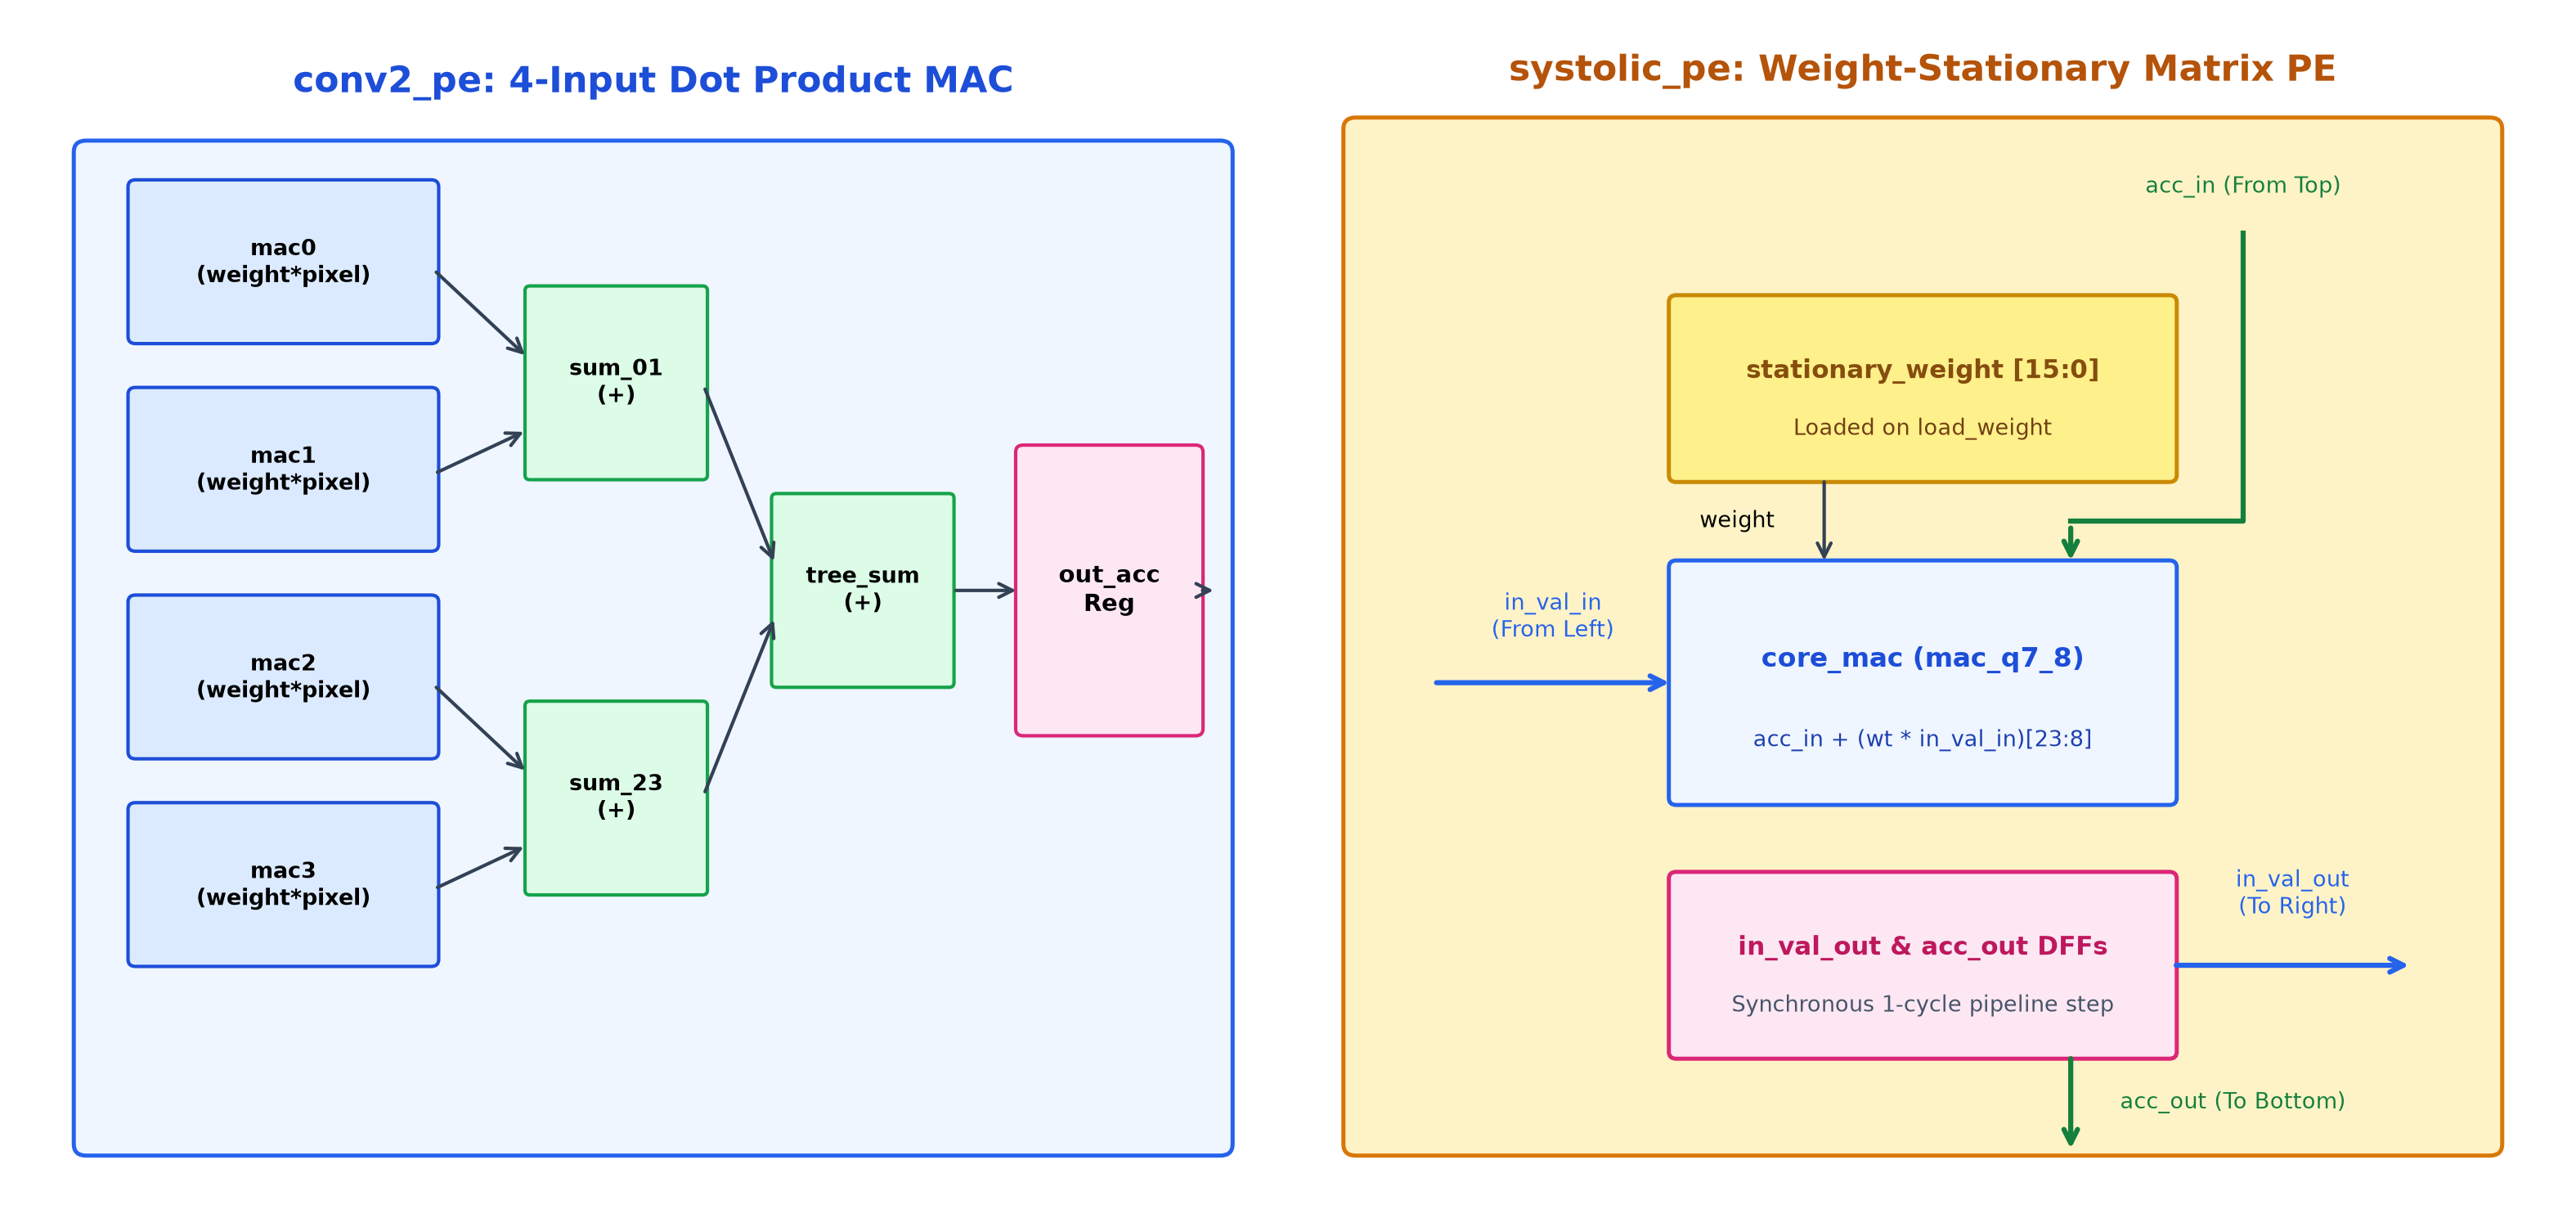 conv2_pe: 4-Input Dot Product MAC
mac0
(weight*pixel)
mac1
(weight*pixel)
mac2
(weight*pixel)
mac3
(weight*pixel)
sum_01
(+)
sum_23
(+)
tree_sum
(+)
out_acc
Reg
systolic_pe: Weight-Stationary Matrix PE
acc_in (From Top)
stationary_weight [15:0]
Loaded on load_weight
weight
in_val_in
(From Left)
core_mac (mac_q7_8)
acc_in + (wt * in_val_in)[23:8]
in_val_out
(To Right)
in_val_out & acc_out DFFs
Synchronous 1-cycle pipeline step
acc_out (To Bottom)